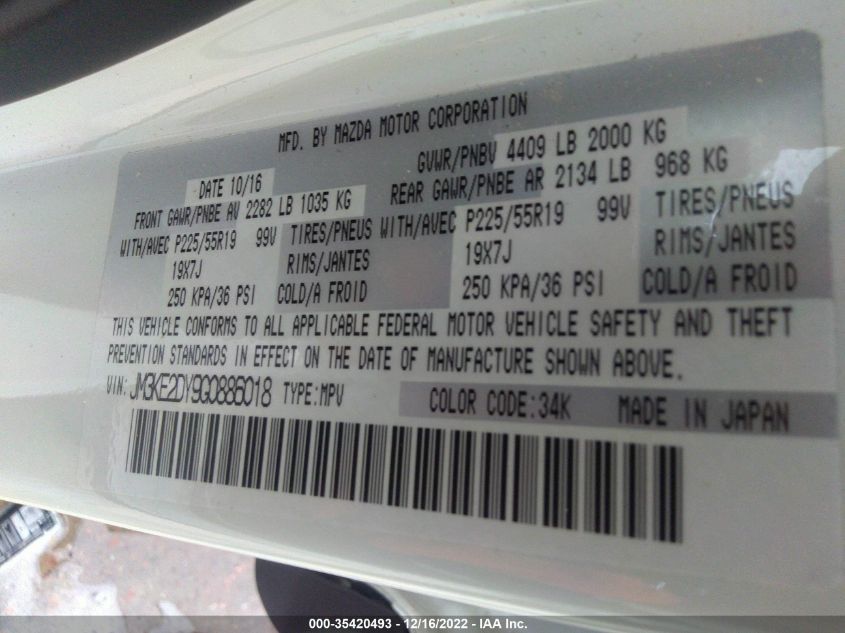 MFD. BY MAZDA MOTOR CORPORATION
DATE 10/16 GVWR/PNBV 4409 LB 2000 KG
FRONT GAWR/PNBE AV 2282 LB 1035 KG REAR GAWR/PNBE AR 2134 LB 968 KG
WITH/AVEC P225/55R19 99V TIRES/PNEUS WITH/AVEC P225/55R19 99V TIRES/PNEUS
19X7J RIMS/JANTES 19X7J RIMS/JANTES
250 KPA/36 PSI COLD/A FROID 250 KPA/36 PSI COLD/A FROID
THIS VEHICLE CONFORMS TO ALL APPLICABLE FEDERAL MOTOR VEHICLE SAFETY AND THEFT
PREVENTION STANDARDS IN EFFECT ON THE DATE OF MANUFACTURE SHOWN ABOVE.
VIN: JM3KE2DY9G0886018 TYPE:MPV COLOR CODE:34K MADE IN JAPAN
000-35420493 - 12/16/2022 - IAA Inc.